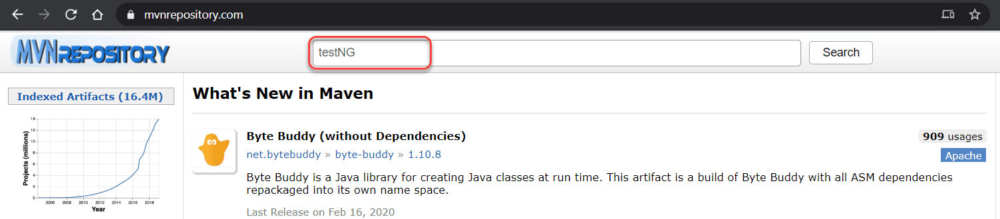 mvnrepository.com
MVNREPOSITORY
testNG
Search
Indexed Artifacts (16.4M)
Projects (millions)
14
12
10
8
6
4
2
0
2006 2008 2010 2012 2014 2016 2018
Year
What's New in Maven
Byte Buddy (without Dependencies)
909 usages
net.bytebuddy » byte-buddy » 1.10.8
Apache
Byte Buddy is a Java library for creating Java classes at run time. This artifact is a build of Byte Buddy with all ASM dependencies
repackaged into its own name space.
Last Release on Feb 16, 2020